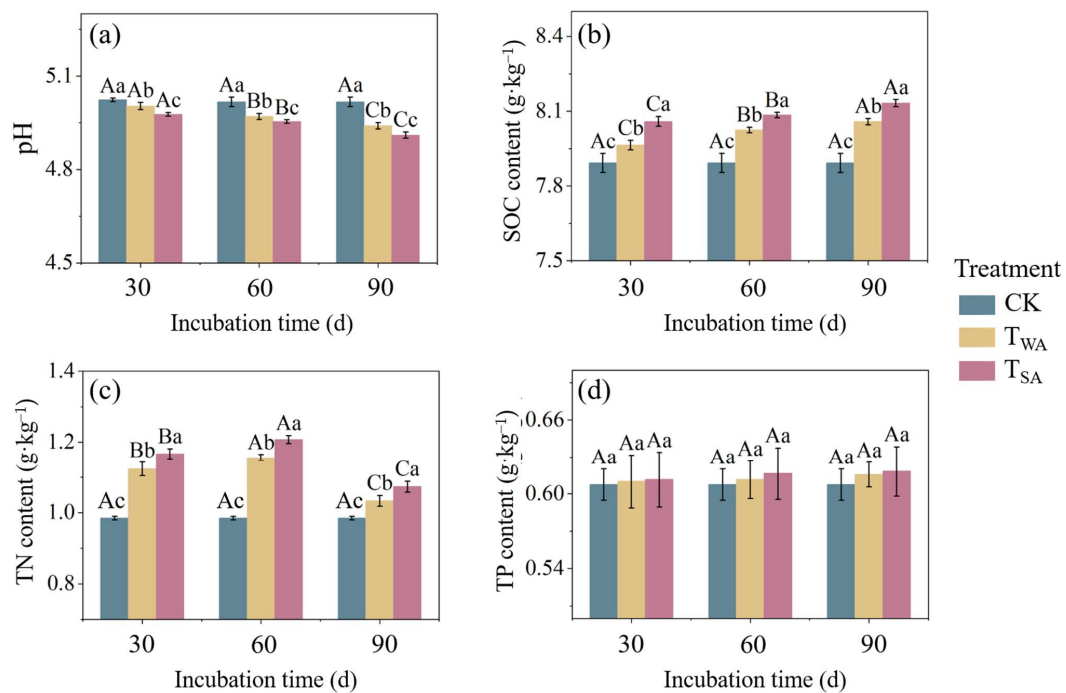 (a)
pH
5.1
4.8
4.5
Aa Ab Ac
Aa Bb Bc
Aa Cb Cc
30 60 90
Incubation time (d)
(b)
SOC content (g·kg⁻¹)
8.4
8.1
7.8
7.5
Ac Cb Ca
Ac Bb Ba
Ac Ab Aa
30 60 90
Incubation time (d)
Treatment
CK
T_WA
T_SA
(c)
TN content (g·kg⁻¹)
1.4
1.2
1.0
0.8
Ac Bb Ba
Ac Ab Aa
Ac Cb Ca
30 60 90
Incubation time (d)
(d)
TP content (g·kg⁻¹)
0.66
0.60
0.54
Aa Aa Aa
Aa Aa Aa
Aa Aa Aa
30 60 90
Incubation time (d)